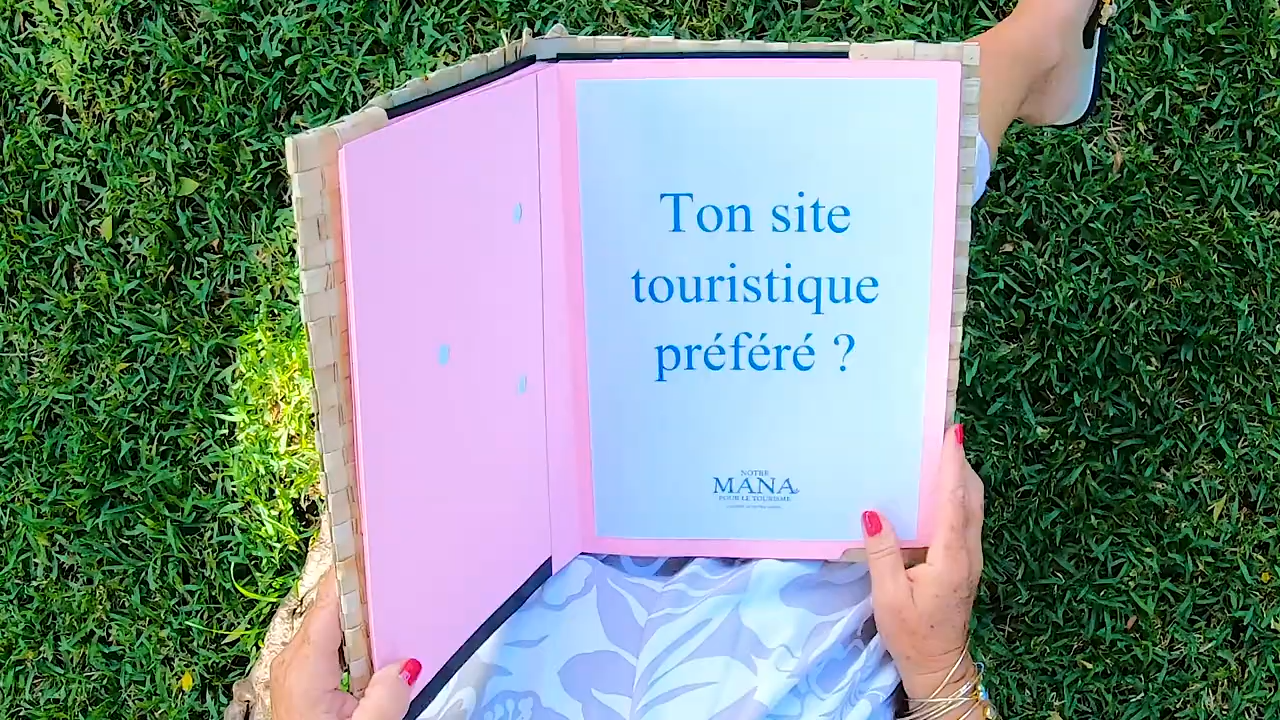 Ton site
touristique
préféré ?
NOTRE
MANA
POUR LE TOURISME